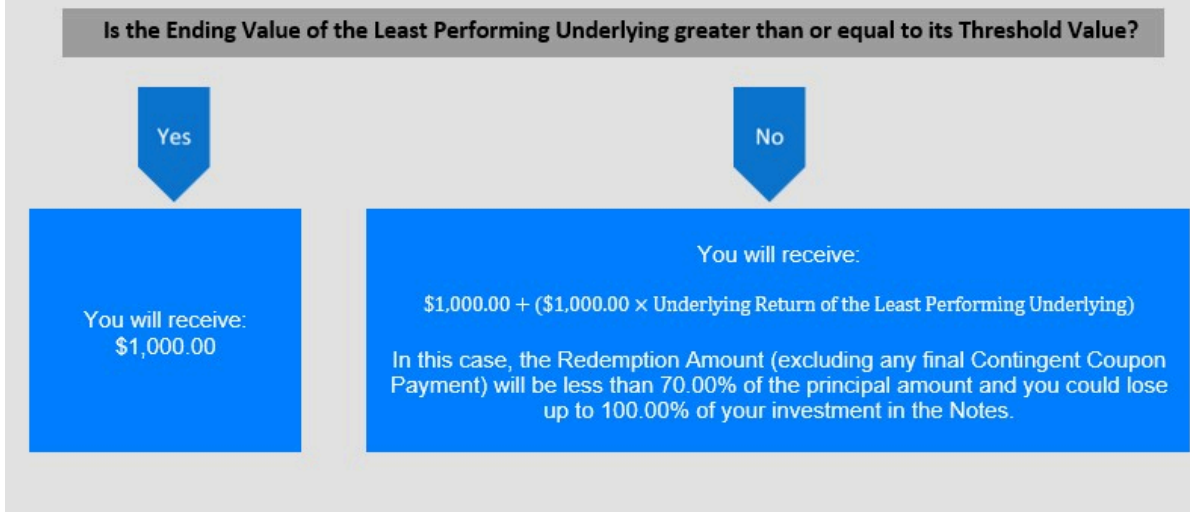 Is the Ending Value of the Least Performing Underlying greater than or equal to its Threshold Value?
Yes
No
You will receive:
$1,000.00
You will receive:
$1,000.00 + ($1,000.00 × Underlying Return of the Least Performing Underlying)
In this case, the Redemption Amount (excluding any final Contingent Coupon
Payment) will be less than 70.00% of the principal amount and you could lose
up to 100.00% of your investment in the Notes.